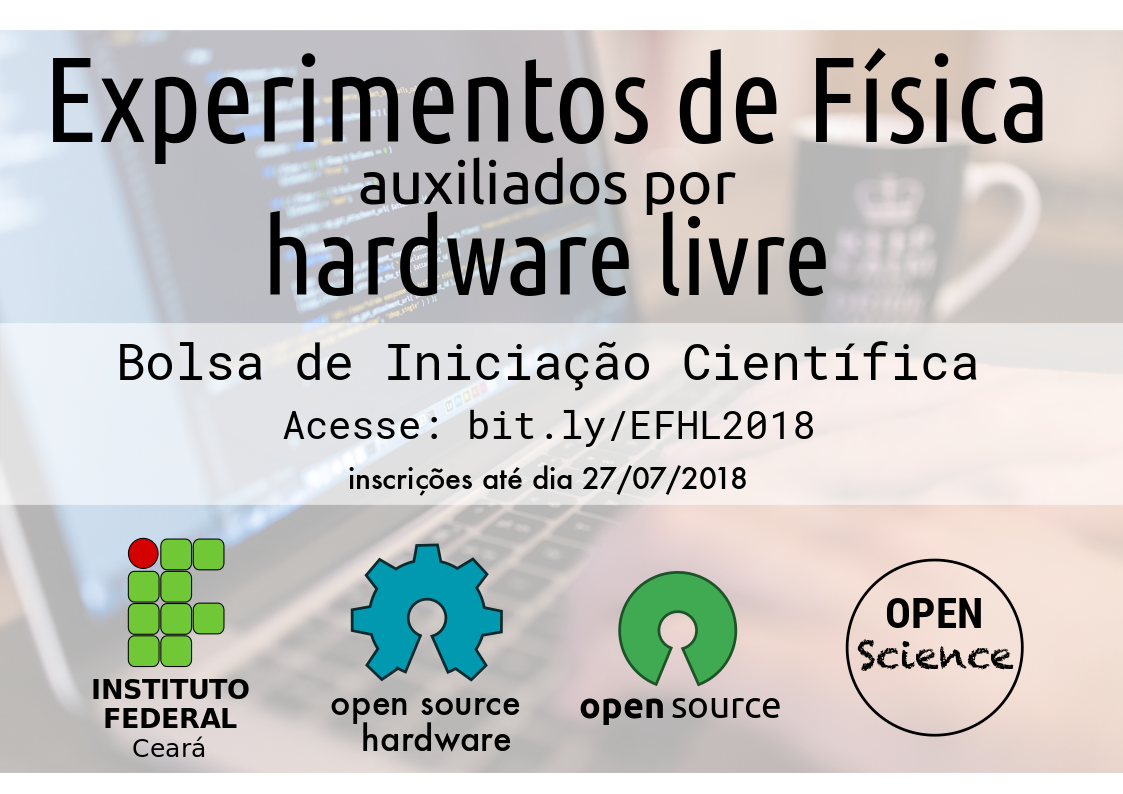 Experimentos de Física
auxiliados por
hardware livre
Bolsa de Iniciação Científica
Acesse: bit.ly/EFHL2018
inscrições até dia 27/07/2018
INSTITUTO
FEDERAL
Ceará
open source
hardware
open source
OPEN
Science